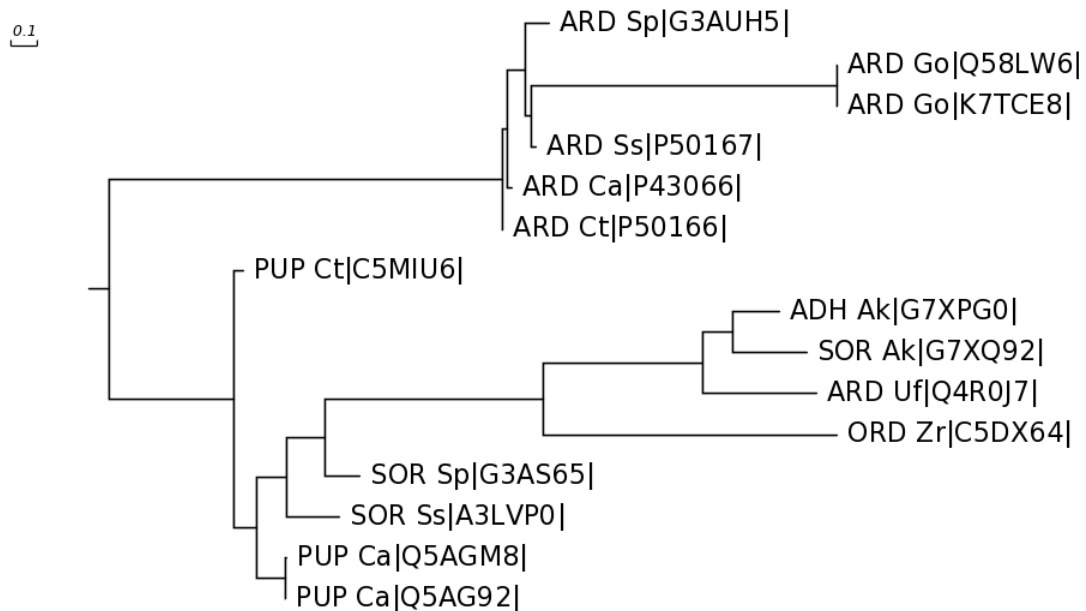 0.1
ARD Sp|G3AUH5|
ARD Go|Q58LW6|
ARD Go|K7TCE8|
ARD Ss|P50167|
ARD Ca|P43066|
ARD Ct|P50166|
PUP Ct|C5MIU6|
ADH Ak|G7XPG0|
SOR Ak|G7XQ92|
ARD Uf|Q4R0J7|
ORD Zr|C5DX64|
SOR Sp|G3AS65|
SOR Ss|A3LVP0|
PUP Ca|Q5AGM8|
PUP Ca|Q5AG92|